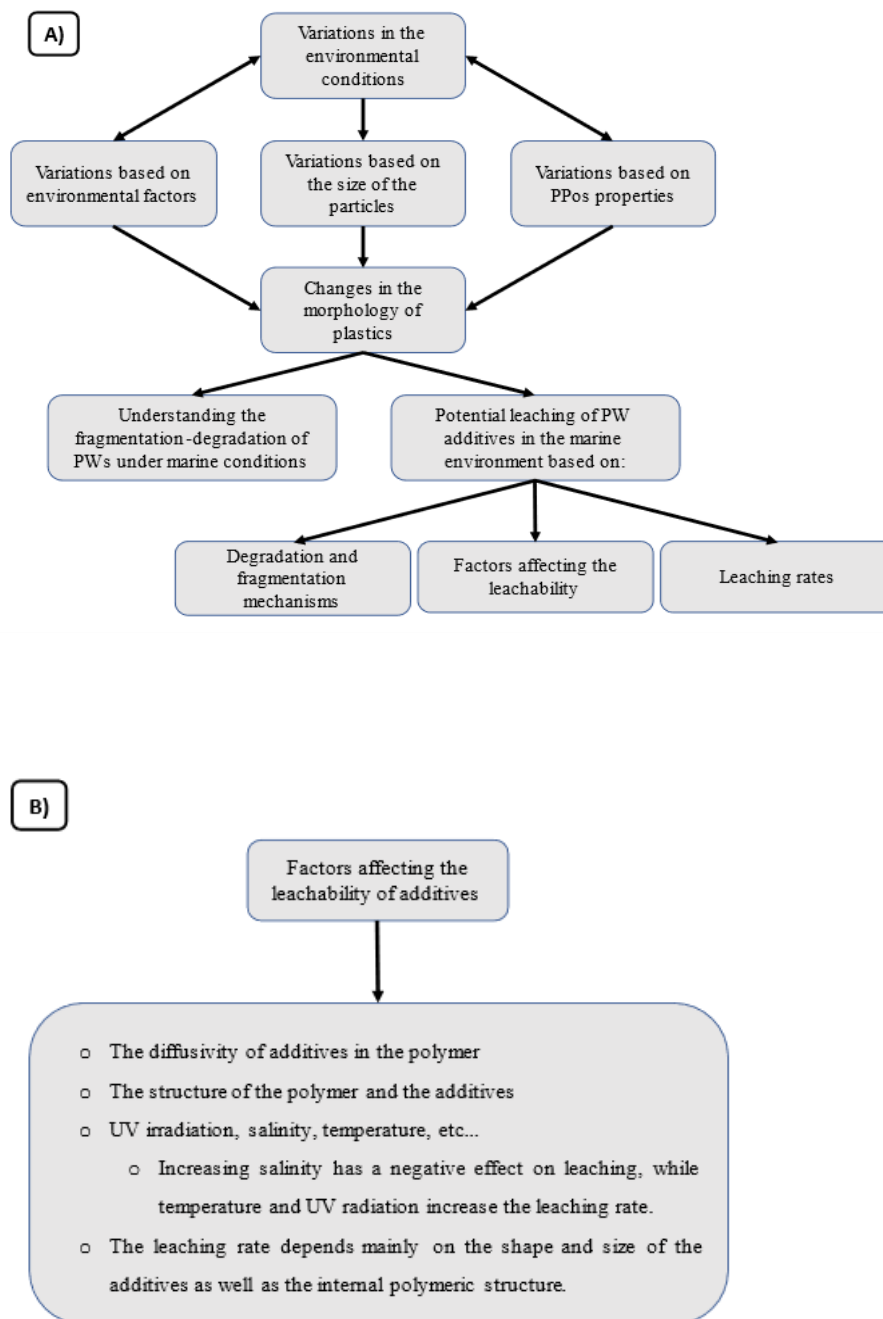 A)
Variations in the
environmental
conditions
Variations based on
environmental factors
Variations based on
the size of the
particles
Variations based on
PPos properties
Changes in the
morphology of
plastics
Understanding the
fragmentation-degradation of
PWs under marine conditions
Potential leaching of PW
additives in the marine
environment based on:
Degradation and
fragmentation
mechanisms
Factors affecting the
leachability
Leaching rates
B)
Factors affecting the
leachability of additives
o The diffusivity of additives in the polymer
o The structure of the polymer and the additives
o UV irradiation, salinity, temperature, etc...
o Increasing salinity has a negative effect on leaching, while
temperature and UV radiation increase the leaching rate.
o The leaching rate depends mainly on the shape and size of the
additives as well as the internal polymeric structure.